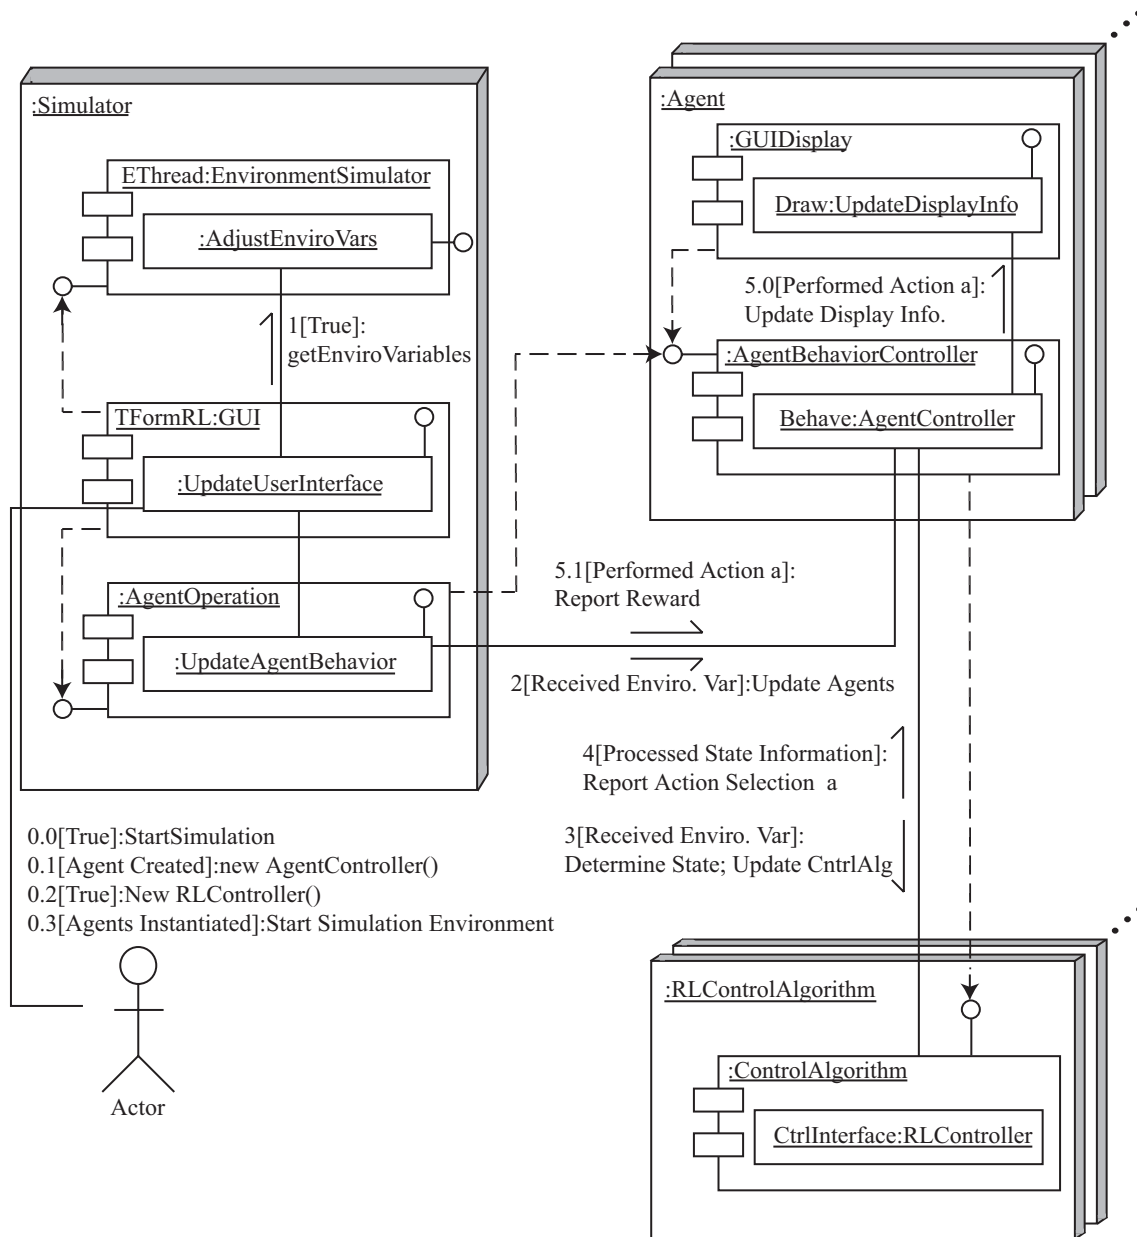 :Simulator
EThread:EnvironmentSimulator
:AdjustEnviroVars
1[True]:
getEnviroVariables
TFormRL:GUI
:UpdateUserInterface
:AgentOperation
:UpdateAgentBehavior
:Agent
:GUIDisplay
Draw:UpdateDisplayInfo
5.0[Performed Action a]:
Update Display Info.
:AgentBehaviorController
Behave:AgentController
5.1[Performed Action a]:
Report Reward
2[Received Enviro. Var]:Update Agents
4[Processed State Information]:
Report Action Selection a
3[Received Enviro. Var]:
Determine State; Update CntrlAlg
0.0[True]:StartSimulation
0.1[Agent Created]:new AgentController()
0.2[True]:New RLController()
0.3[Agents Instantiated]:Start Simulation Environment
Actor
:RLControlAlgorithm
:ControlAlgorithm
CtrlInterface:RLController